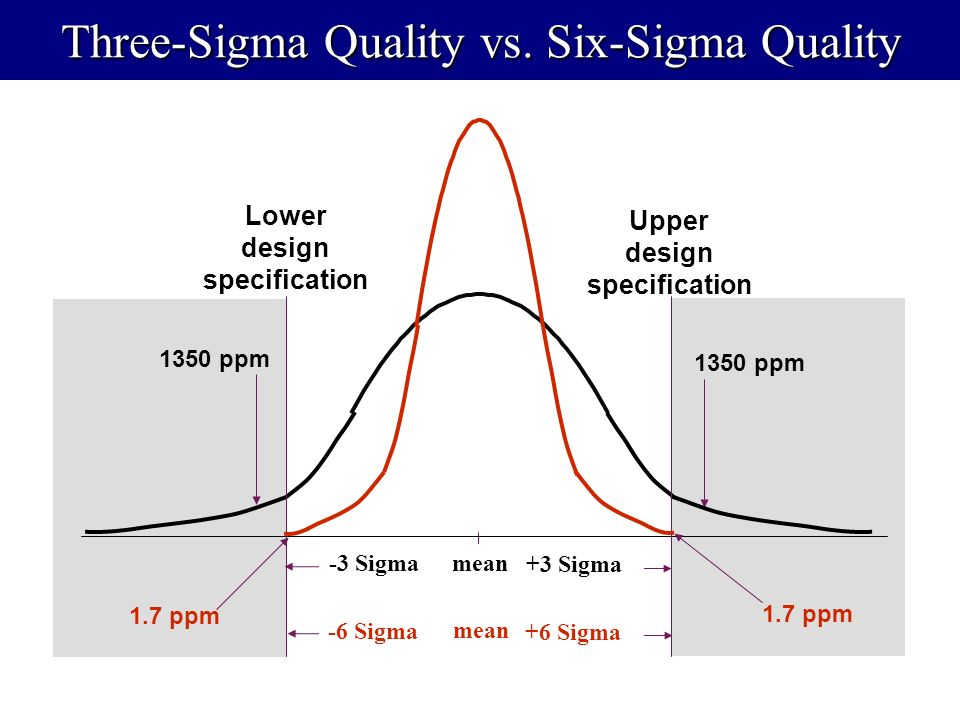 Three-Sigma Quality vs. Six-Sigma Quality
Lower
design
specification
Upper
design
specification
1350 ppm
1350 ppm
-3 Sigma mean +3 Sigma
1.7 ppm
1.7 ppm
-6 Sigma mean +6 Sigma